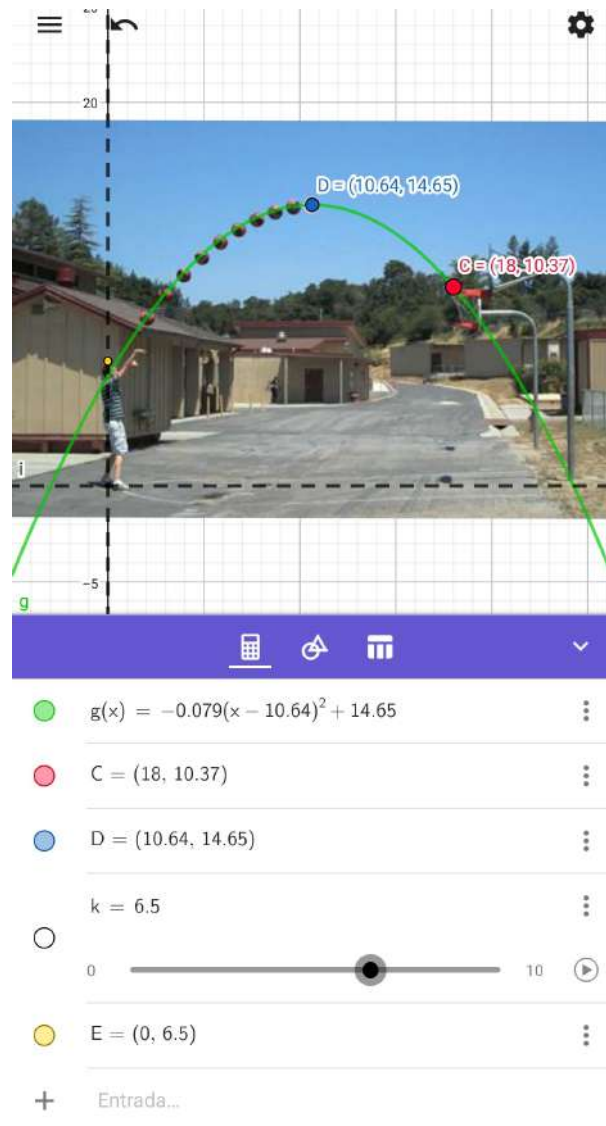 20
D = (10.64, 14.65)
C = (18, 10.37)
i
−5
g
g(x) = −0.079(x − 10.64)² + 14.65
C = (18, 10.37)
D = (10.64, 14.65)
k = 6.5
0
10
E = (0, 6.5)
+ Entrada...